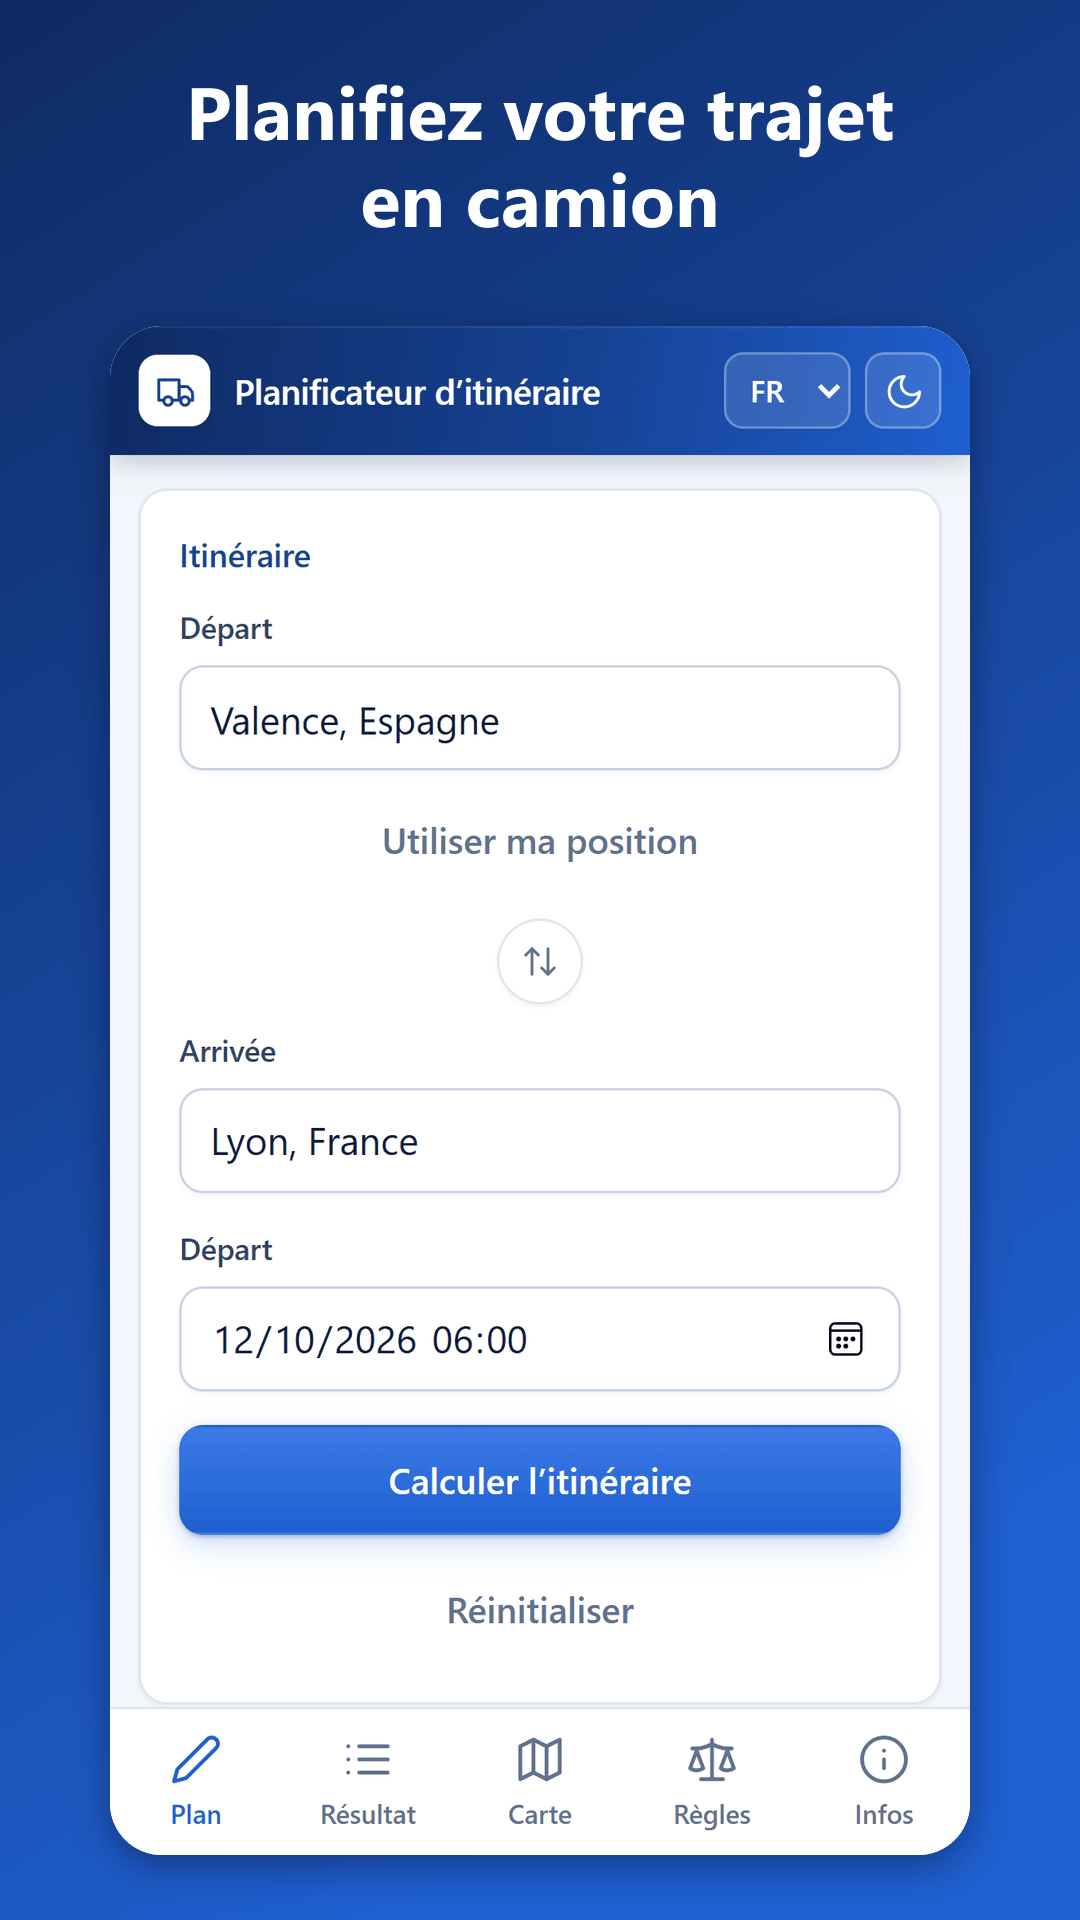 Planifiez votre trajet
en camion
Planificateur d’itinéraire
FR
Itinéraire
Départ
Valence, Espagne
Utiliser ma position
Arrivée
Lyon, France
Départ
12/10/2026 06:00
Calculer l’itinéraire
Réinitialiser
Plan
Résultat
Carte
Règles
Infos